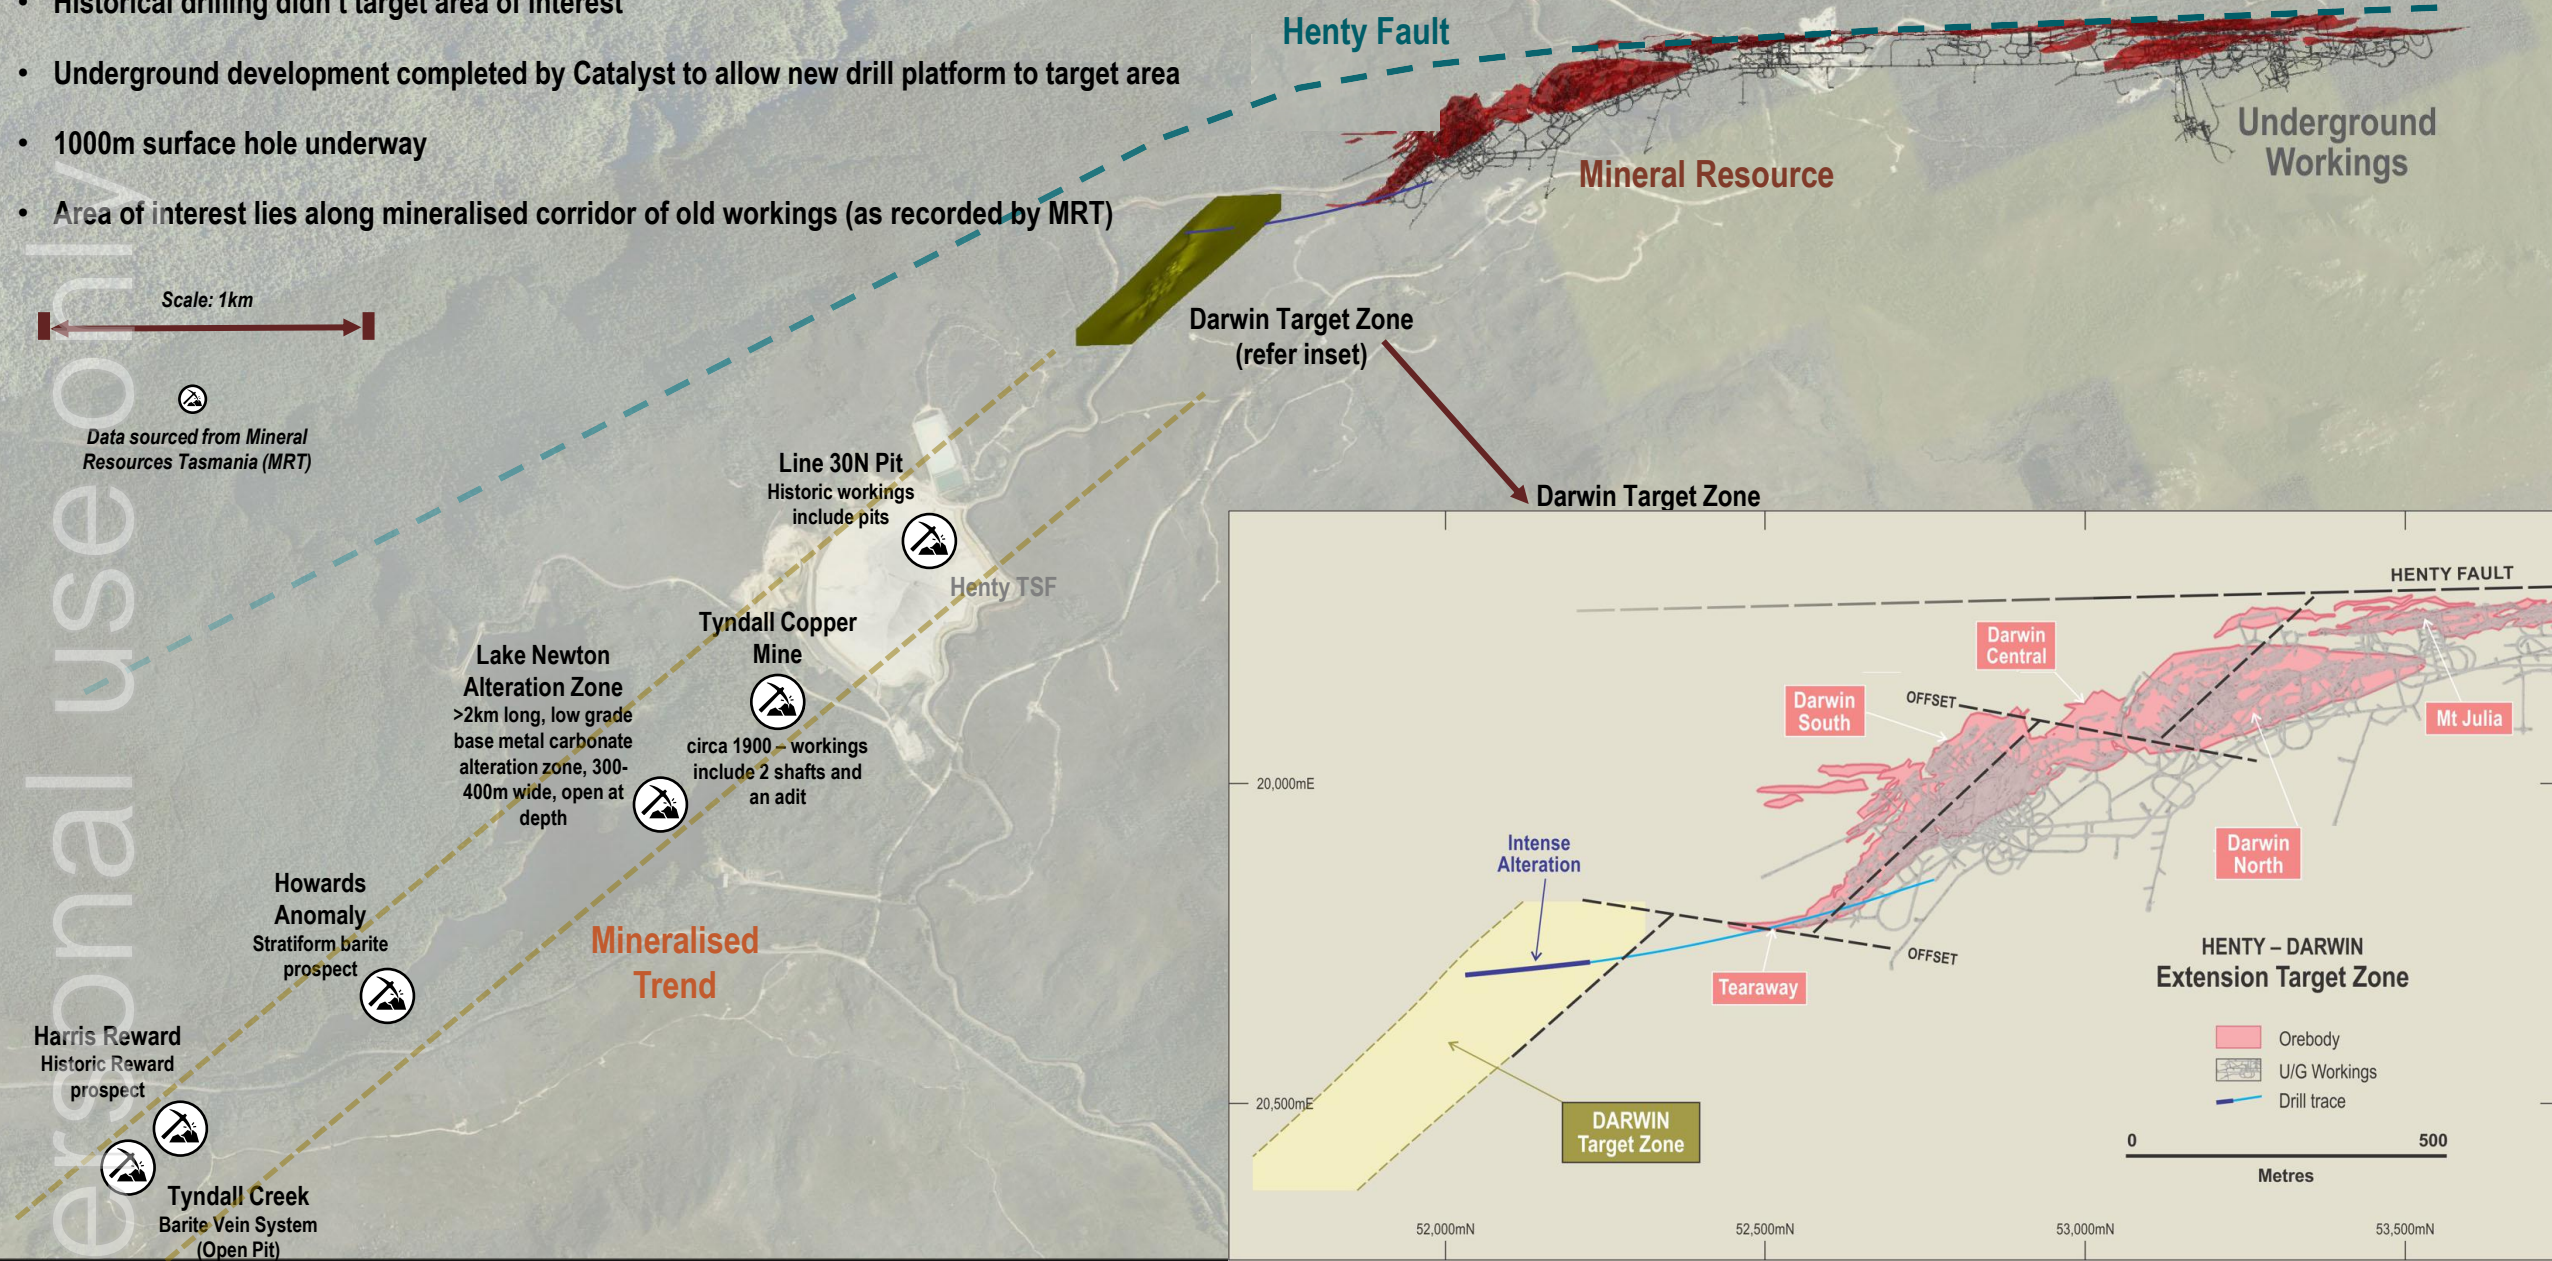 • Historical drilling didn't target area of interest
• Underground development completed by Catalyst to allow new drill platform to target area
• 1000m surface hole underway
• Area of interest lies along mineralised corridor of old workings (as recorded by MRT)
Henty Fault
Mineral Resource
Underground
Workings
Scale: 1km
Data sourced from Mineral
Resources Tasmania (MRT)
Darwin Target Zone
(refer inset)
Line 30N Pit
Historic workings
include pits
Henty TSF
Tyndall Copper
Mine
circa 1900 – workings
include 2 shafts and
an adit
Lake Newton
Alteration Zone
>2km long, low grade
base metal carbonate
alteration zone, 300-
400m wide, open at
depth
Howards
Anomaly
Stratiform barite
prospect
Mineralised
Trend
Harris Reward
Historic Reward
prospect
Tyndall Creek
Barite Vein System
(Open Pit)
ersonal use only
Darwin Target Zone
HENTY FAULT
Darwin
Central
Darwin
South
OFFSET
Mt Julia
20,000mE
Intense
Alteration
Darwin
North
OFFSET
Tearaway
HENTY – DARWIN
Extension Target Zone
Orebody
U/G Workings
Drill trace
20,500mE
DARWIN
Target Zone
0 500
Metres
52,000mN 52,500mN 53,000mN 53,500mN